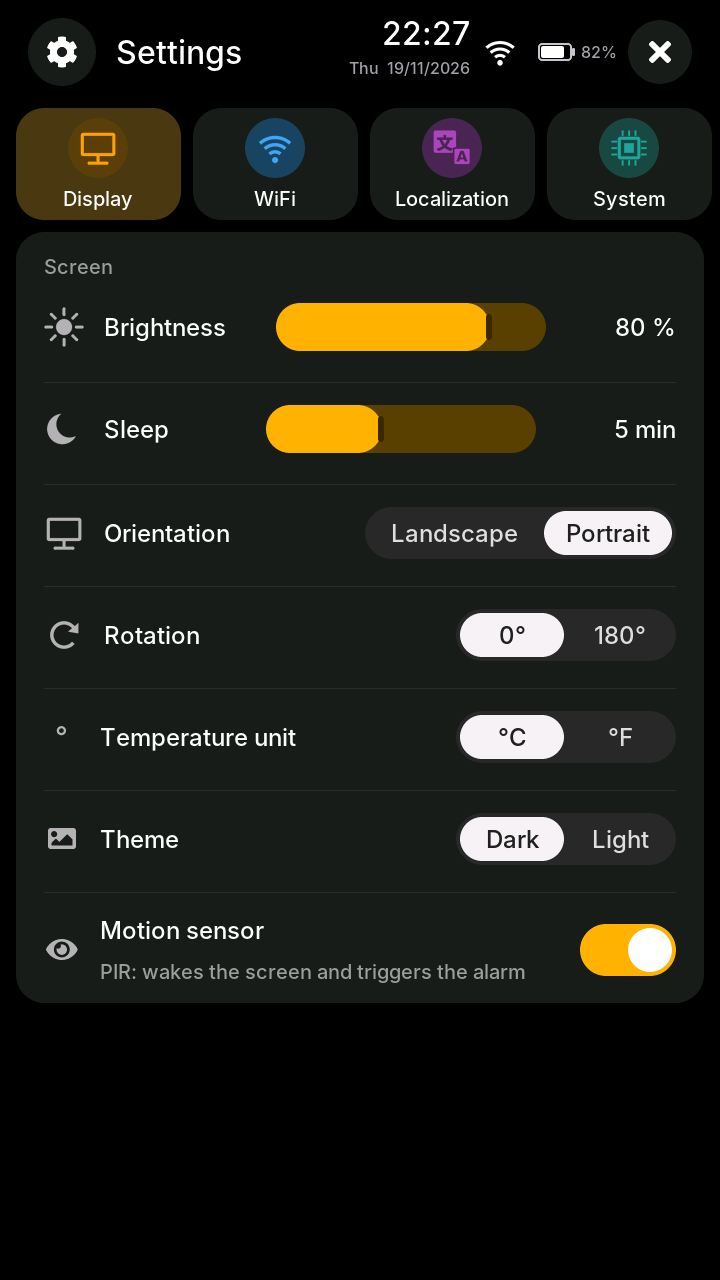 Settings
22:27
Thu 19/11/2026
82%
Display
WiFi
文A
Localization
System
Screen
Brightness
80 %
Sleep
5 min
Orientation
Landscape
Portrait
Rotation
0°
180°
°
Temperature unit
°C
°F
Theme
Dark
Light
Motion sensor
PIR: wakes the screen and triggers the alarm